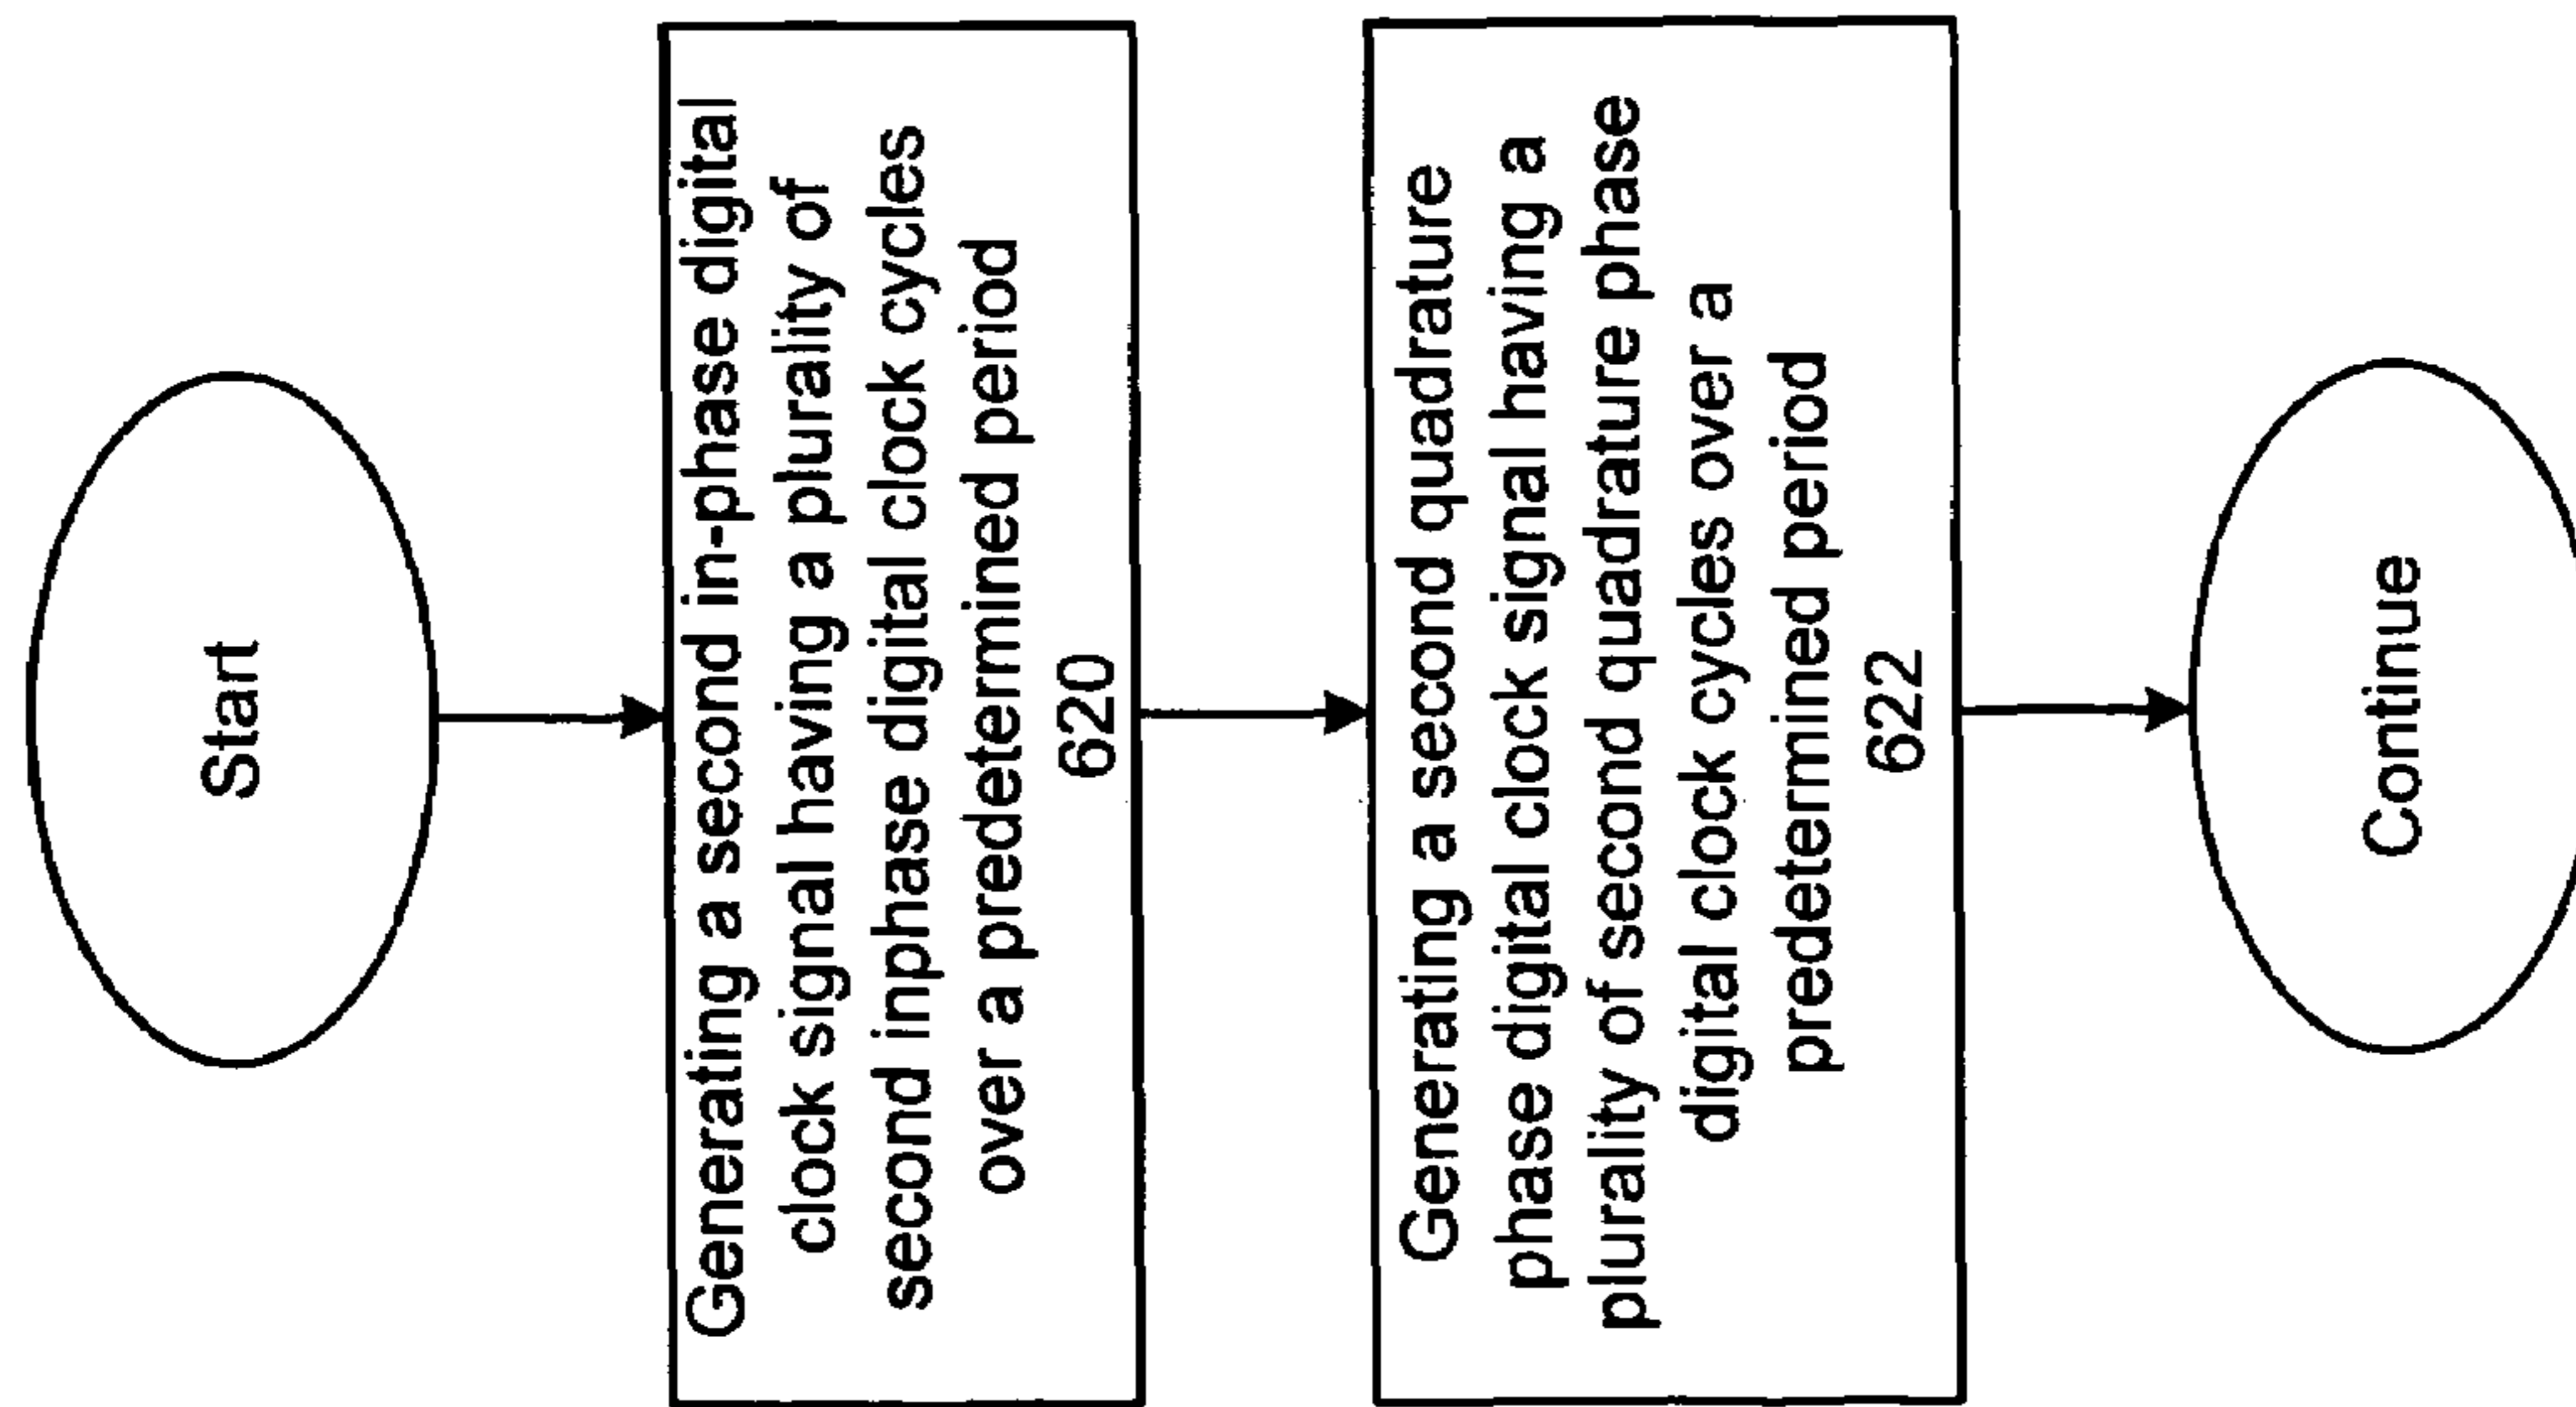 Start
Generating a second in-phase digital
clock signal having a plurality of
second inphase digital clock cycles
over a predetermined period
620
Generating a second quadrature
phase digital clock signal having a
plurality of second quadrature phase
digital clock cycles over a
predetermined period
622
Continue